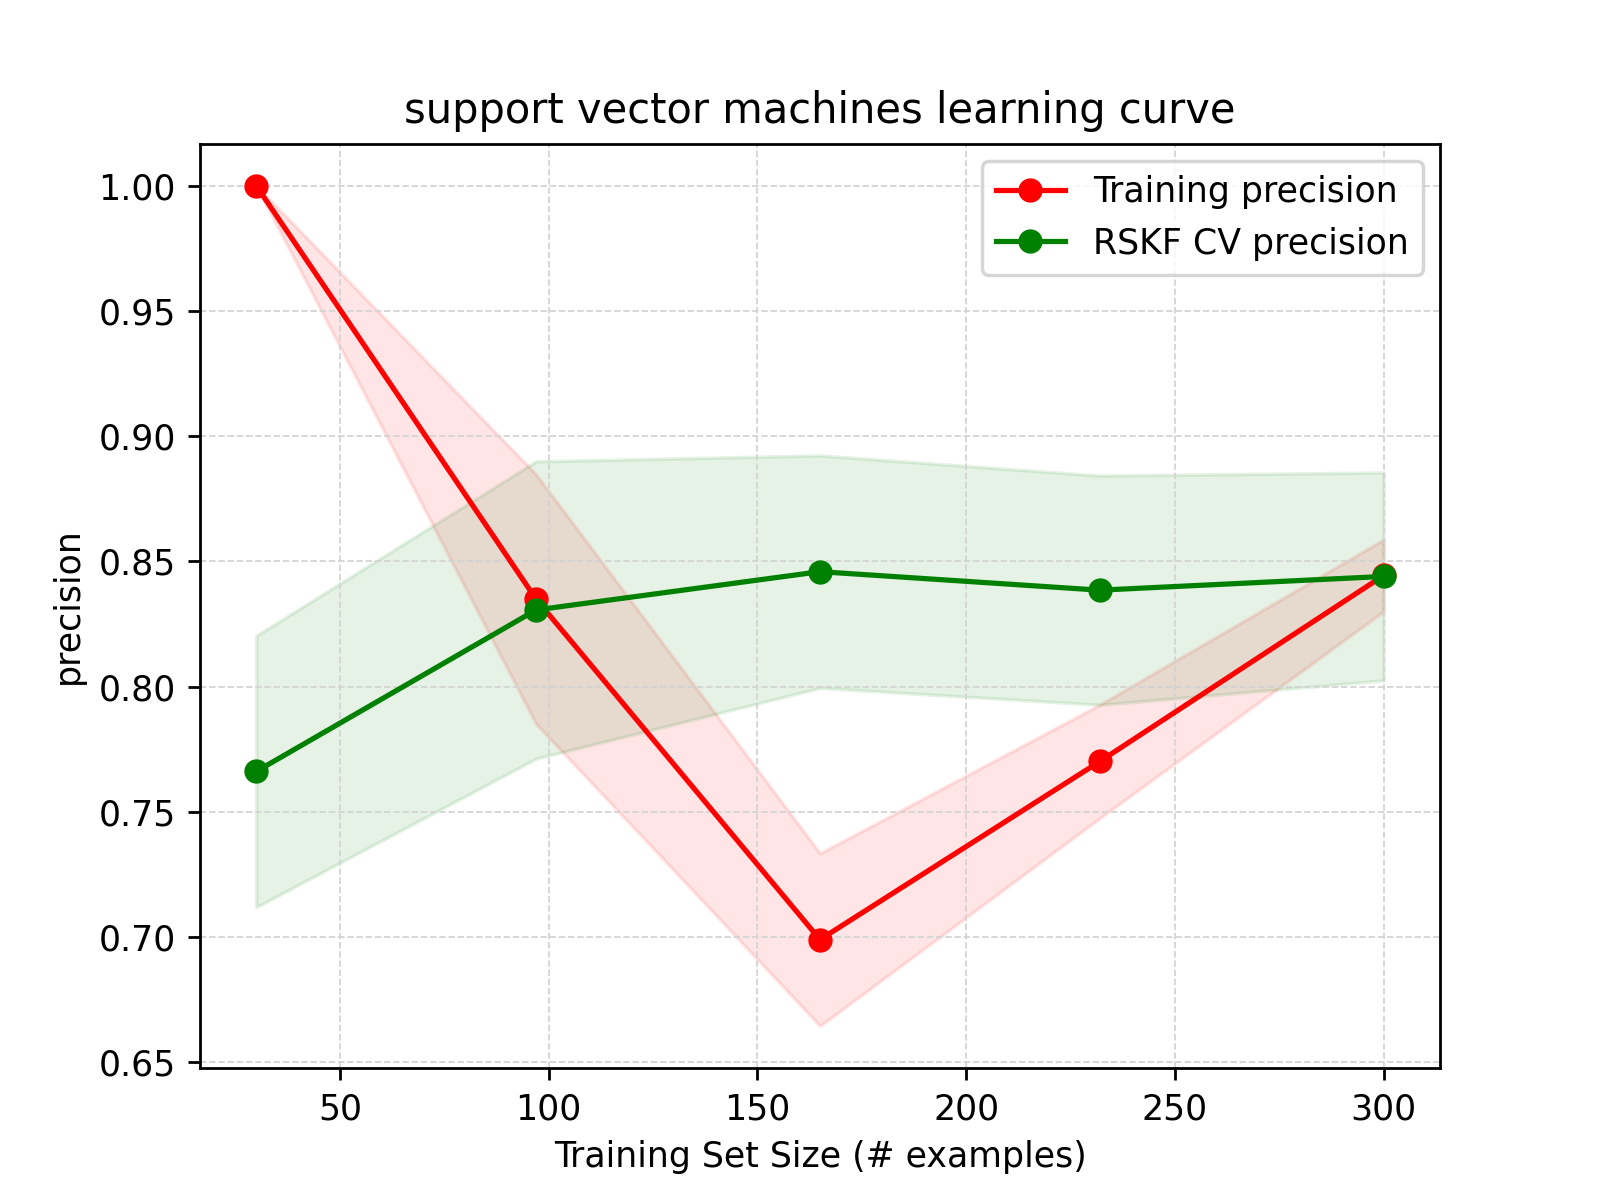 support vector machines learning curve
Training precision
RSKF CV precision
1.00
0.95
0.90
0.85
0.80
0.75
0.70
0.65
precision
50 100 150 200 250 300
Training Set Size (# examples)